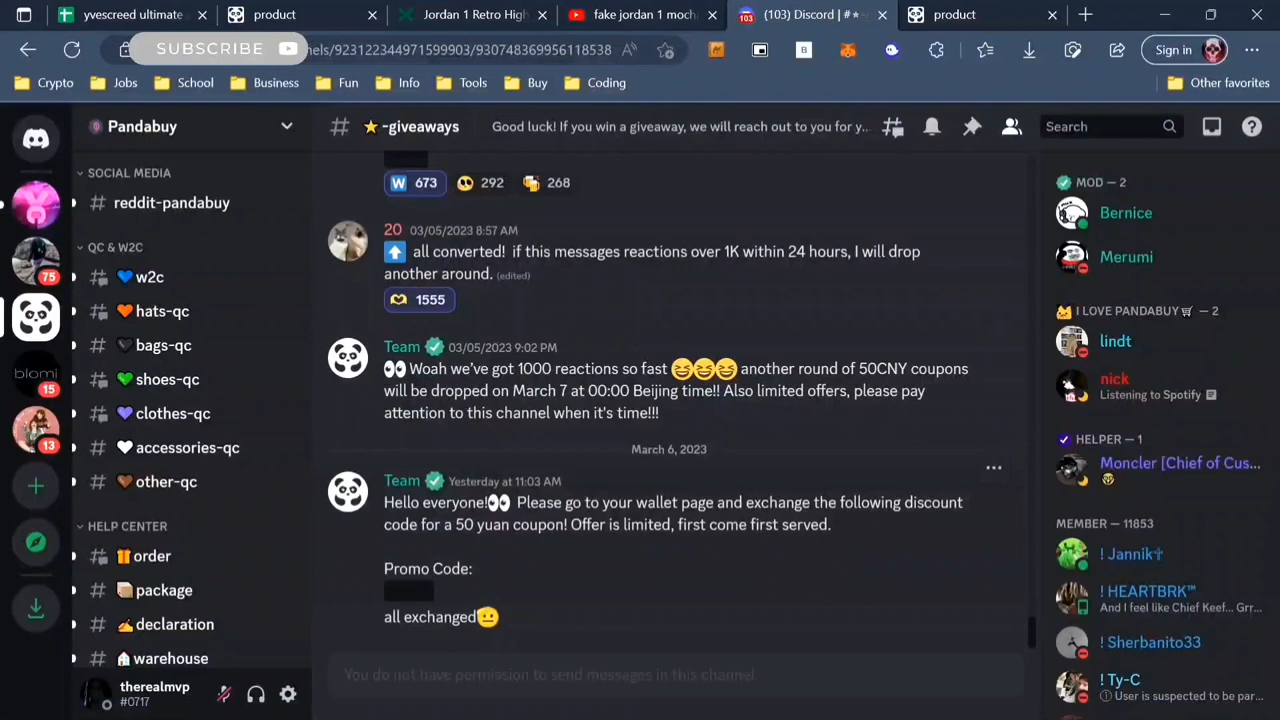 yvescreed ultimate
product
Jordan 1 Retro High
fake jordan 1 moch
(103) Discord | #
product
SUBSCRIBE
nels/923122344971599903/930748369956118538
Sign in
Crypto
Jobs
School
Business
Fun
Info
Tools
Buy
Coding
Other favorites
Pandabuy
# ⭐-giveaways
Good luck! If you win a giveaway, we will reach out to you for y...
Search
SOCIAL MEDIA
# reddit-pandabuy
QC & W2C
💙w2c
🧡hats-qc
🖤bags-qc
💚shoes-qc
💜clothes-qc
🤍accessories-qc
🤎other-qc
HELP CENTER
🎁order
📦package
✍declaration
🏠warehouse
75
blomi
15
13
therealmvp
#0717
W 673
292
268
20 03/05/2023 8:57 AM
⬆ all converted! if this messages reactions over 1K within 24 hours, I will drop
another around. (edited)
1555
Team 03/05/2023 9:02 PM
👀Woah we've got 1000 reactions so fast 😆😆😆 another round of 50CNY coupons
will be dropped on March 7 at 00:00 Beijing time!! Also limited offers, please pay
attention to this channel when it's time!!!
March 6, 2023
Team Yesterday at 11:03 AM
Hello everyone!👀 Please go to your wallet page and exchange the following discount
code for a 50 yuan coupon! Offer is limited, first come first served.
Promo Code:
all exchanged😐
You do not have permission to send messages in this channel.
MOD — 2
Bernice
Merumi
I LOVE PANDABUY🛒 — 2
lindt
nick
Listening to Spotify
HELPER — 1
Moncler [Chief of Cus...
MEMBER — 11853
! Jannik✝
! HEARTBRK™
And I feel like Chief Keef... Grr...
! Sherbanito33
! Ty-C
User is suspected to be par...